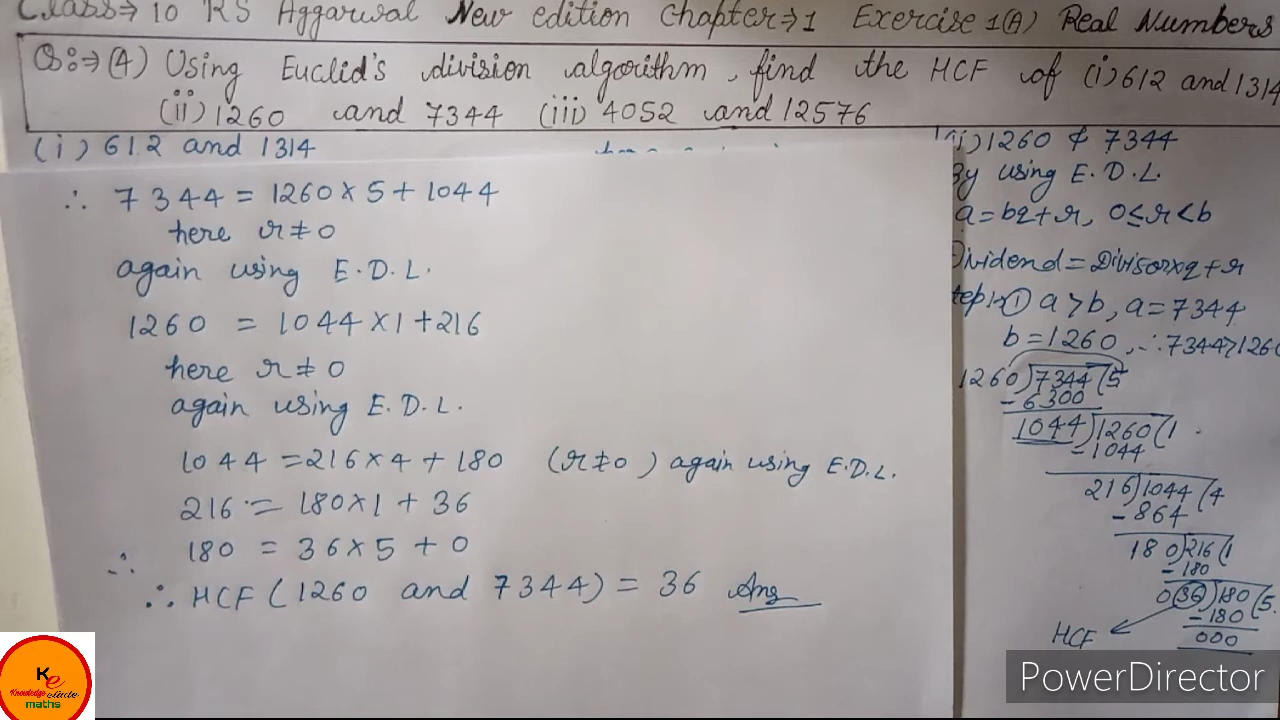 Class⇒ 10 RS Aggarwal New edition Chapter⇒1 Exercise 1(A) Real Numbers
Q:⇒(4) Using Euclid's division algorithm, find the HCF of (i) 612 and 1314
(ii) 1260 and 7344 (iii) 4052 and 12576
(i) 612 and 1314
∴ 7344 = 1260 × 5 + 1044
here r ≠ 0
again using E.D.L.
1260 = 1044 × 1 + 216
here r ≠ 0
again using E.D.L.
1044 = 216 × 4 + 180 (r ≠ 0) again using E.D.L.
216 = 180 × 1 + 36
∴ 180 = 36 × 5 + 0
∴ HCF (1260 and 7344) = 36 Ans
ii) 1260 & 7344
By using E.D.L.
a = bq + r, 0 ≤ r < b
Dividend = Divisor×q + r
tep1:- ① a > b, a = 7344
b = 1260, ∴ 7344>1260
1260)7344(5
-6300
1044)1260(1
-1044
216)1044(4
-864
180)216(1
-180
0 36)180(5
-180
000
HCF
Ke
Knowledge
maths
PowerDirector